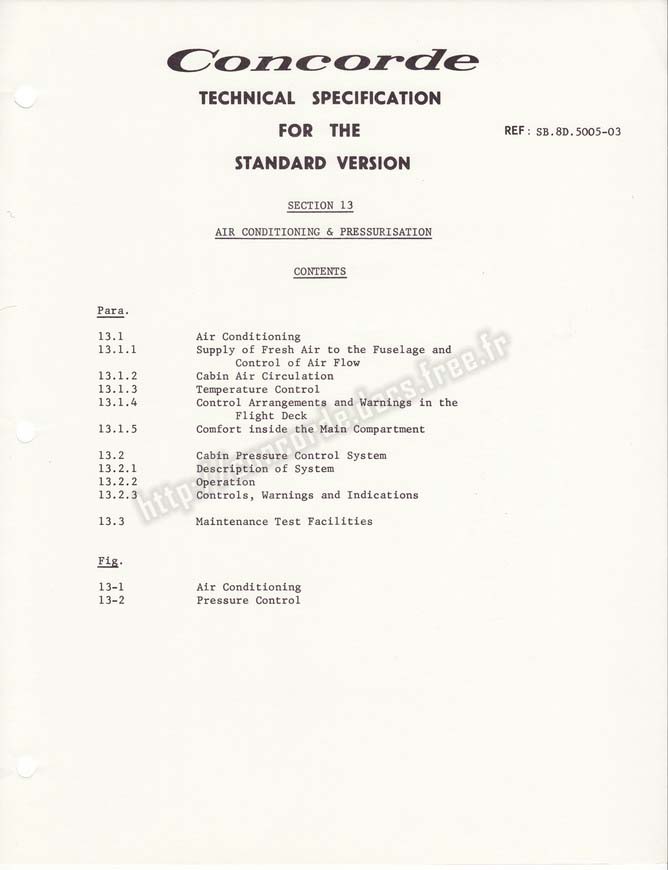 Concorde
TECHNICAL SPECIFICATION
FOR THE
STANDARD VERSION
REF: SB.8D.5005-03
SECTION 13
AIR CONDITIONING & PRESSURISATION
CONTENTS
Para.
13.1 Air Conditioning
13.1.1 Supply of Fresh Air to the Fuselage and
Control of Air Flow
13.1.2 Cabin Air Circulation
13.1.3 Temperature Control
13.1.4 Control Arrangements and Warnings in the
Flight Deck
13.1.5 Comfort inside the Main Compartment
13.2 Cabin Pressure Control System
13.2.1 Description of System
13.2.2 Operation
13.2.3 Controls, Warnings and Indications
13.3 Maintenance Test Facilities
Fig.
13-1 Air Conditioning
13-2 Pressure Control
http://concorde.docs.free.fr